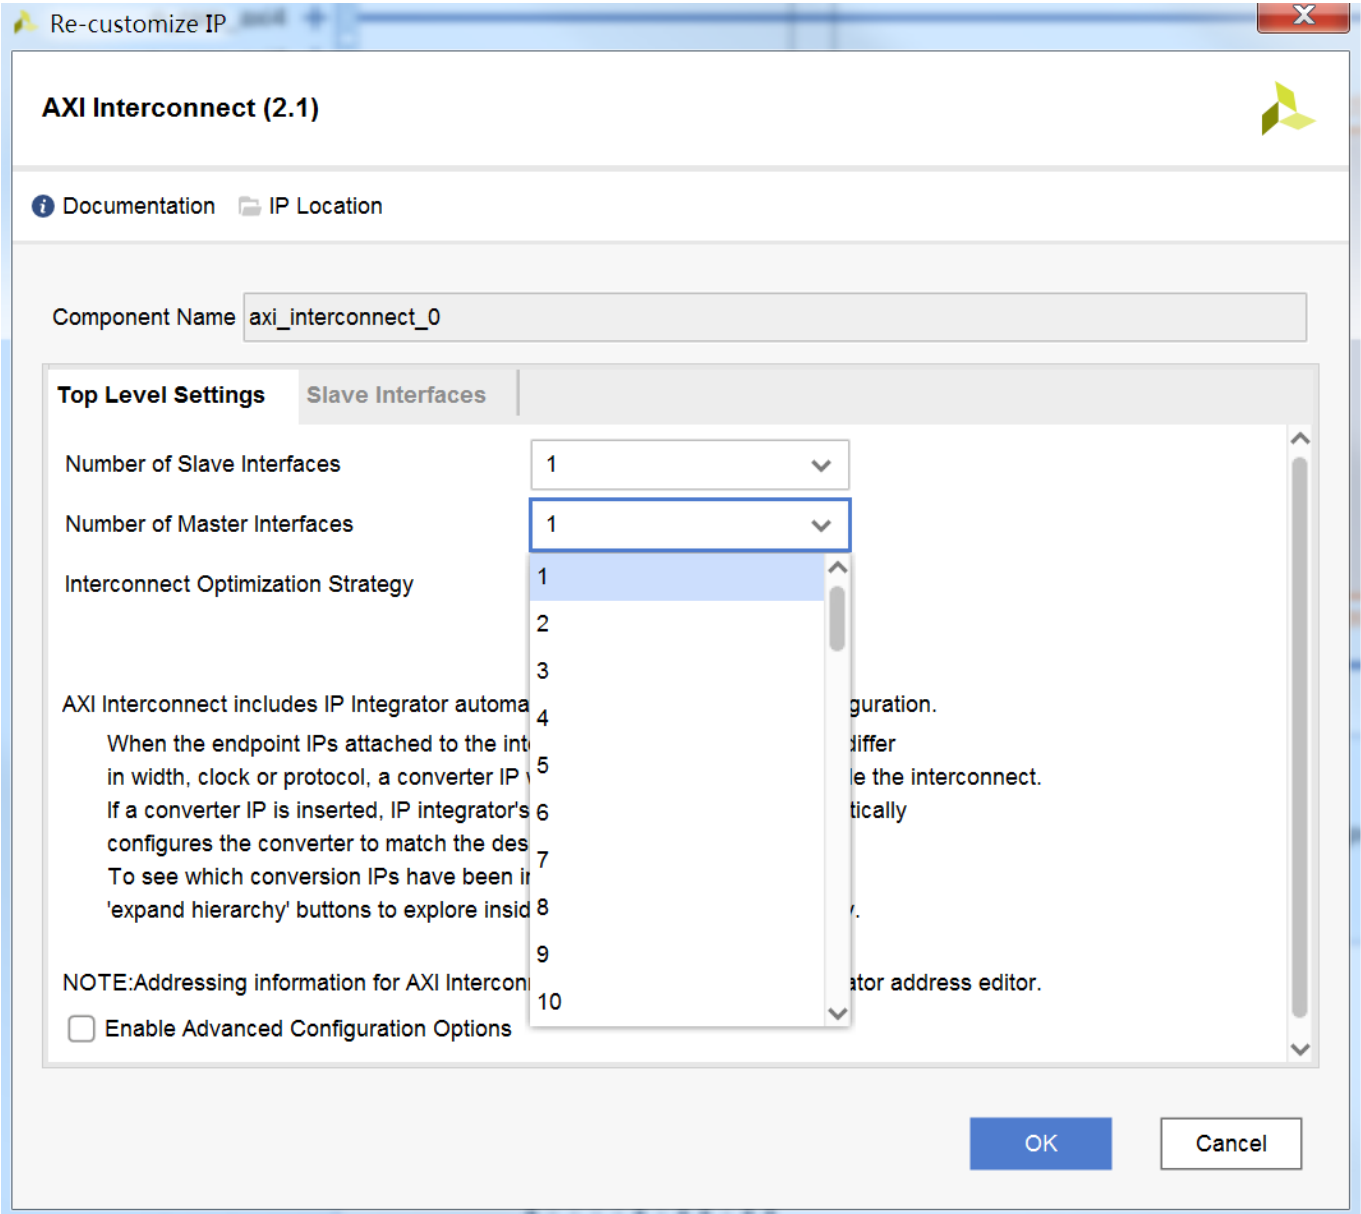 Re-customize IP
AXI Interconnect (2.1)
Documentation IP Location
Component Name axi_interconnect_0
Top Level Settings Slave Interfaces
Number of Slave Interfaces 1
Number of Master Interfaces 1
Interconnect Optimization Strategy
1
2
3
4
5
6
7
8
9
10
AXI Interconnect includes IP Integrator automa guration.
When the endpoint IPs attached to the int differ
in width, clock or protocol, a converter IP le the interconnect.
If a converter IP is inserted, IP integrator's tically
configures the converter to match the des
To see which conversion IPs have been in
'expand hierarchy' buttons to explore insid .
NOTE:Addressing information for AXI Interconn ator address editor.
Enable Advanced Configuration Options
OK Cancel